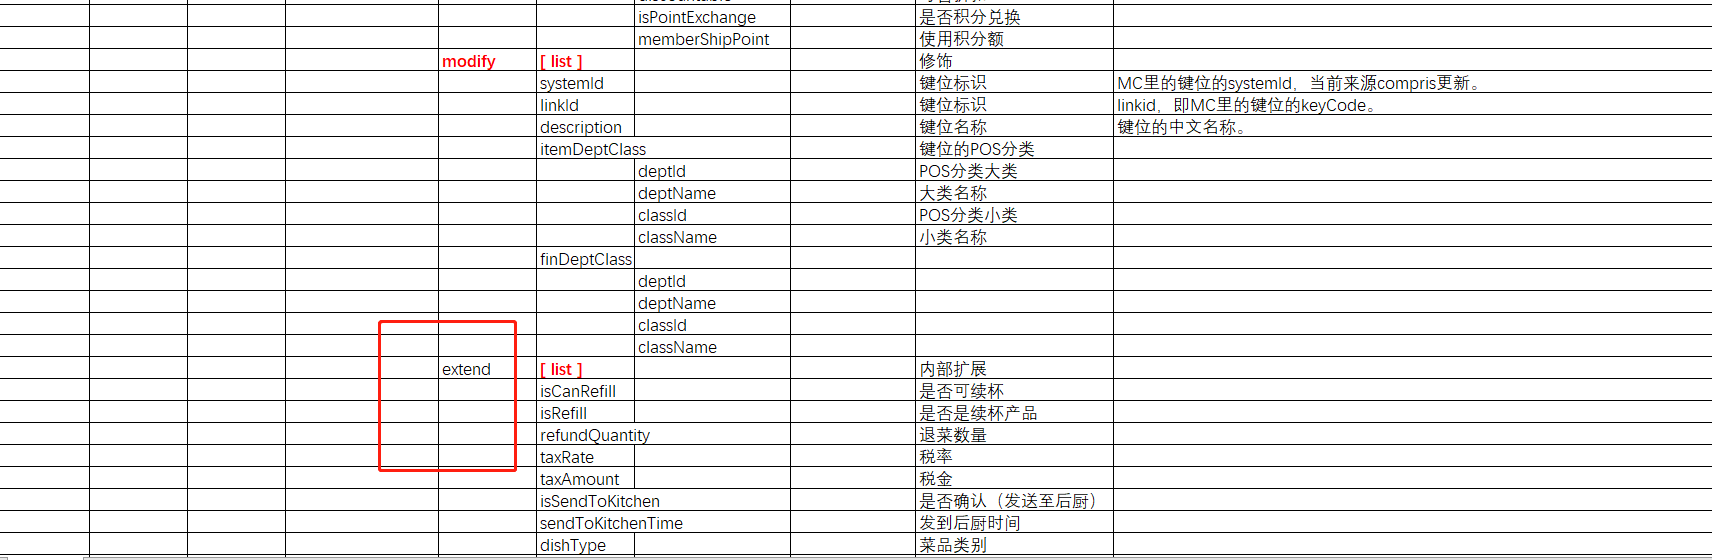 isPointExchange 是否积分兑换
memberShipPoint 使用积分额
modify [ list ] 修饰
systemId 键位标识 MC里的键位的systemId，当前来源compris更新。
linkId 键位标识 linkid，即MC里的键位的keyCode。
description 键位名称 键位的中文名称。
itemDeptClass 键位的POS分类
deptId POS分类大类
deptName 大类名称
classId POS分类小类
className 小类名称
finDeptClass
deptId
deptName
classId
className
extend [ list ] 内部扩展
isCanRefill 是否可续杯
isRefill 是否是续杯产品
refundQuantity 退菜数量
taxRate 税率
taxAmount 税金
isSendToKitchen 是否确认（发送至后厨）
sendToKitchenTime 发到后厨时间
dishType 菜品类别